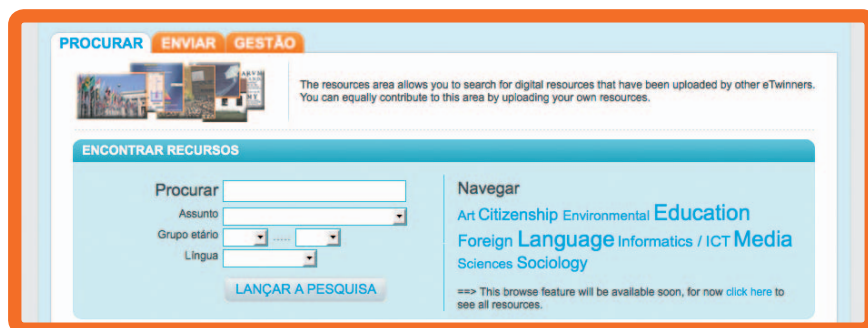 PROCURAR ENVIAR GESTÃO
The resources area allows you to search for digital resources that have been uploaded by other eTwinners.
You can equally contribute to this area by uploading your own resources.
ENCONTRAR RECURSOS
Procurar
Assunto
Grupo etário .....
Língua
LANÇAR A PESQUISA
Navegar
Art Citizenship Environmental Education
Foreign Language Informatics / ICT Media
Sciences Sociology
==> This browse feature will be available soon, for now click here to
see all resources.